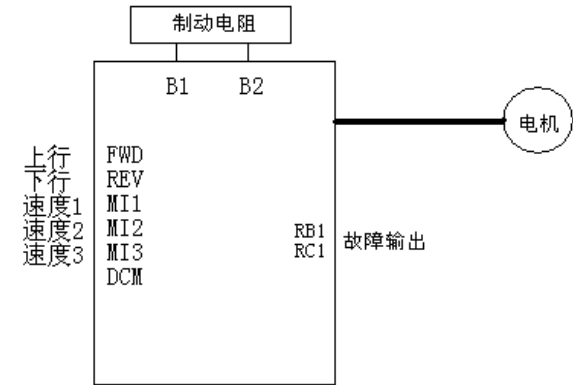 制动电阻
B1 B2
电机
上行 FWD
下行 REV
速度1 MI1
速度2 MI2 RB1 故障输出
速度3 MI3 RC1
DCM